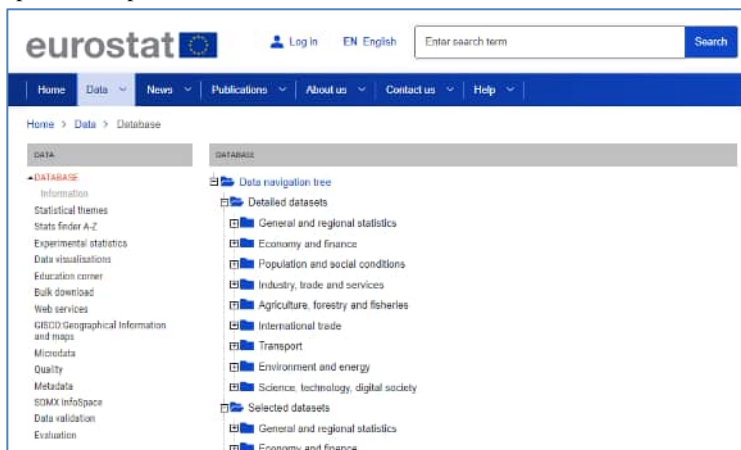 eurostat
Log in EN English Enter search term Search
Home Data News Publications About us Contact us Help
Home > Data > Database
DATA
DATABASE
Information
Statistical themes
Stats finder A-Z
Experimental statistics
Data visualisations
Education corner
Bulk download
Web services
GISCO:Geographical Information
and maps
Microdata
Quality
Metadata
SDMX InfoSpace
Data validation
Evaluation
DATABASE
Data navigation tree
Detailed datasets
General and regional statistics
Economy and finance
Population and social conditions
Industry, trade and services
Agriculture, forestry and fisheries
International trade
Transport
Environment and energy
Science, technology, digital society
Selected datasets
General and regional statistics
Economy and finance